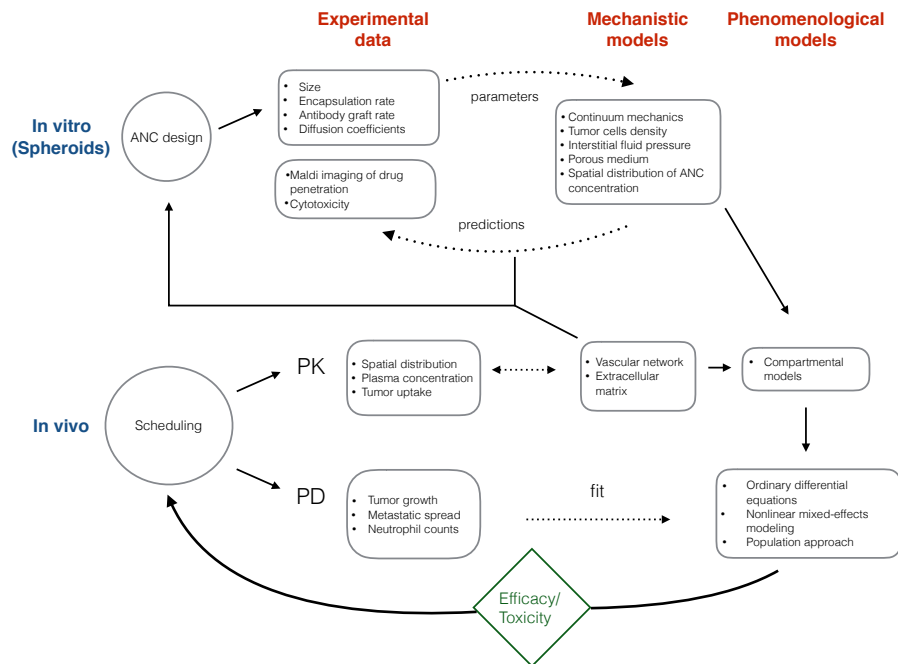 Experimental
data
Mechanistic
models
Phenomenological
models
In vitro
(Spheroids)
ANC design
• Size
• Encapsulation rate
• Antibody graft rate
• Diffusion coefficients
parameters
• Continuum mechanics
• Tumor cells density
• Interstitial fluid pressure
• Porous medium
• Spatial distribution of ANC
concentration
• Maldi imaging of drug
penetration
• Cytotoxicity
predictions
In vivo
Scheduling
PK
• Spatial distribution
• Plasma concentration
• Tumor uptake
• Vascular network
• Extracellular
matrix
• Compartmental
models
PD
• Tumor growth
• Metastatic spread
• Neutrophil counts
fit
• Ordinary differential
equations
• Nonlinear mixed-effects
modeling
• Population approach
Efficacy/
Toxicity